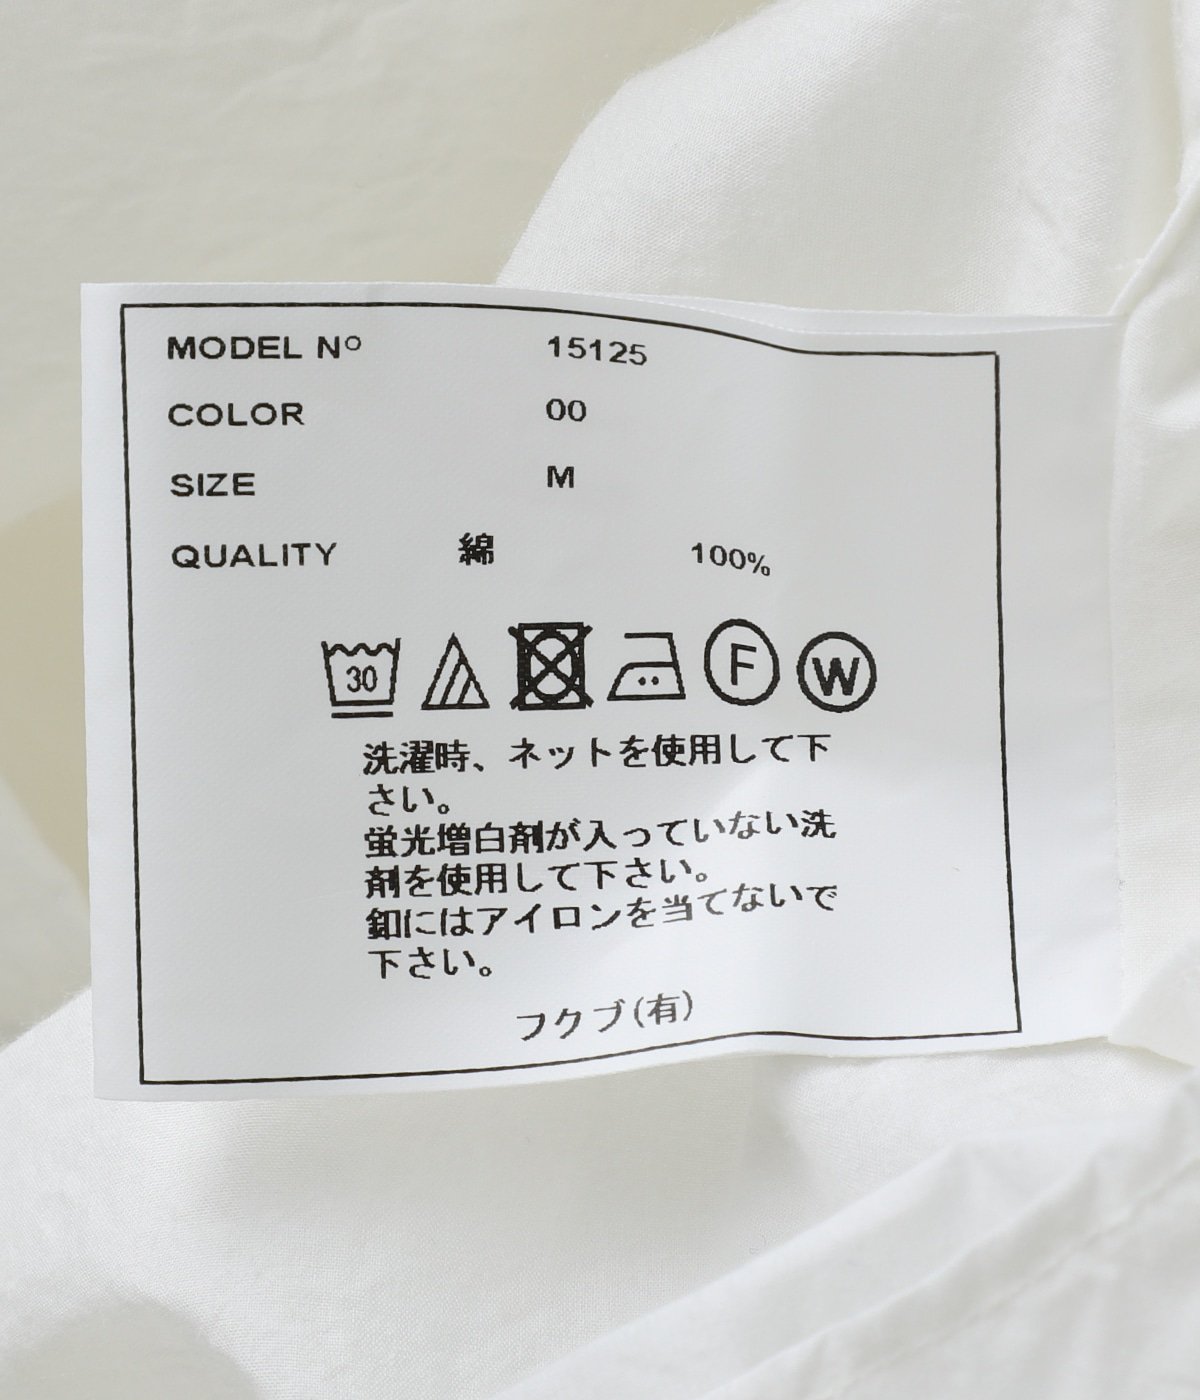 MODEL Nº 15125
COLOR 00
SIZE M
QUALITY 綿 100%
30 F W
洗濯時、ネットを使用して下
さい。
蛍光増白剤が入っていない洗
剤を使用して下さい。
釦にはアイロンを当てないで
下さい。
フクブ(有)